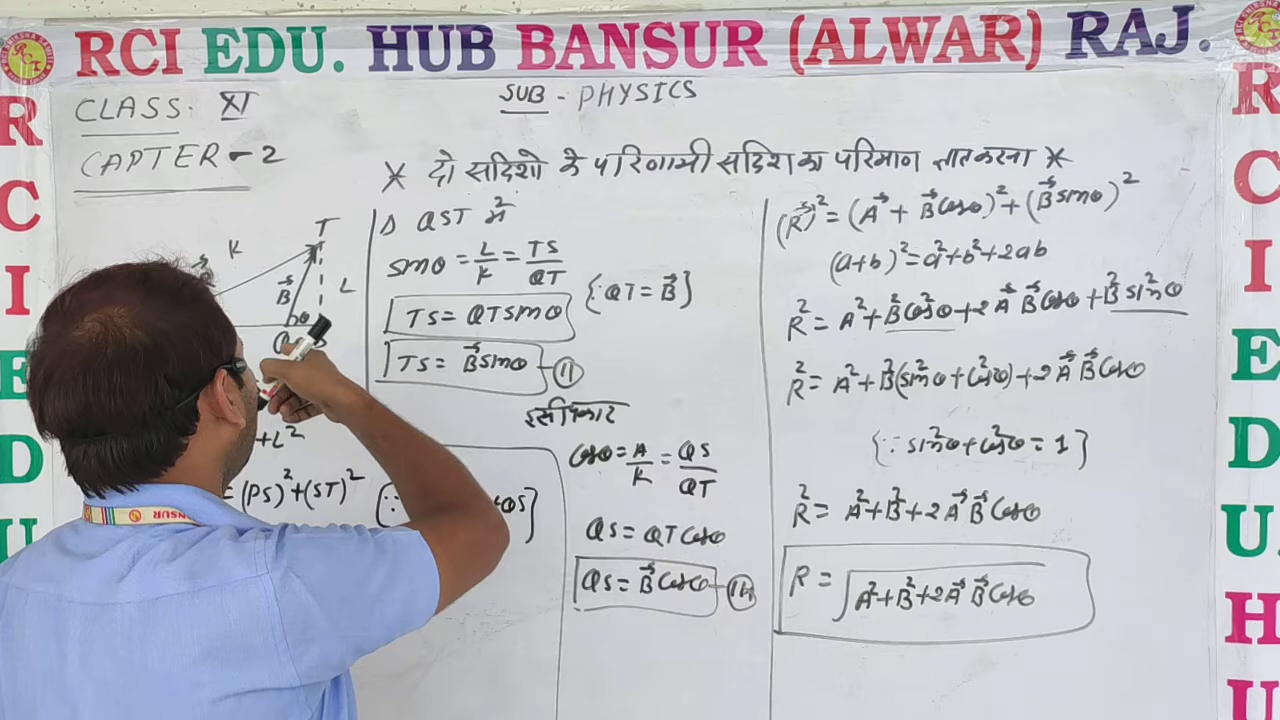 RCI EDU. HUB BANSUR (ALWAR) RAJ.
CLASS. XI
SUB - PHYSICS
CAPTER - 2
* दो सदिशो के परिणामी सदिश का परिमाण ज्ञात करना *
T
K
B⃗
L
θ
+L²
= (PS)²+(ST)²
Δ QST में
sinθ = L/K = TS/QT
TS = QT sinθ {∵ QT = B⃗}
TS = B⃗ sinθ - (11)
इसीप्रकार
cosθ = A/K = QS/QT
QS = QT cosθ
QS = B⃗ cosθ
(R⃗)² = (A⃗ + B⃗ cosθ)² + (B⃗ sinθ)²
(a+b)² = a²+b²+2ab
R² = A² + B² cos²θ + 2 A⃗ B⃗ cosθ + B² sin²θ
R² = A² + B² (sin²θ + cos²θ) + 2 A⃗ B⃗ cosθ
{∵ sin²θ + cos²θ = 1}
R² = A² + B² + 2 A⃗ B⃗ cosθ
R = √A² + B² + 2 A⃗ B⃗ cosθ
R
C
I
E
D
U
R
C
I
E
D
U.
H
U